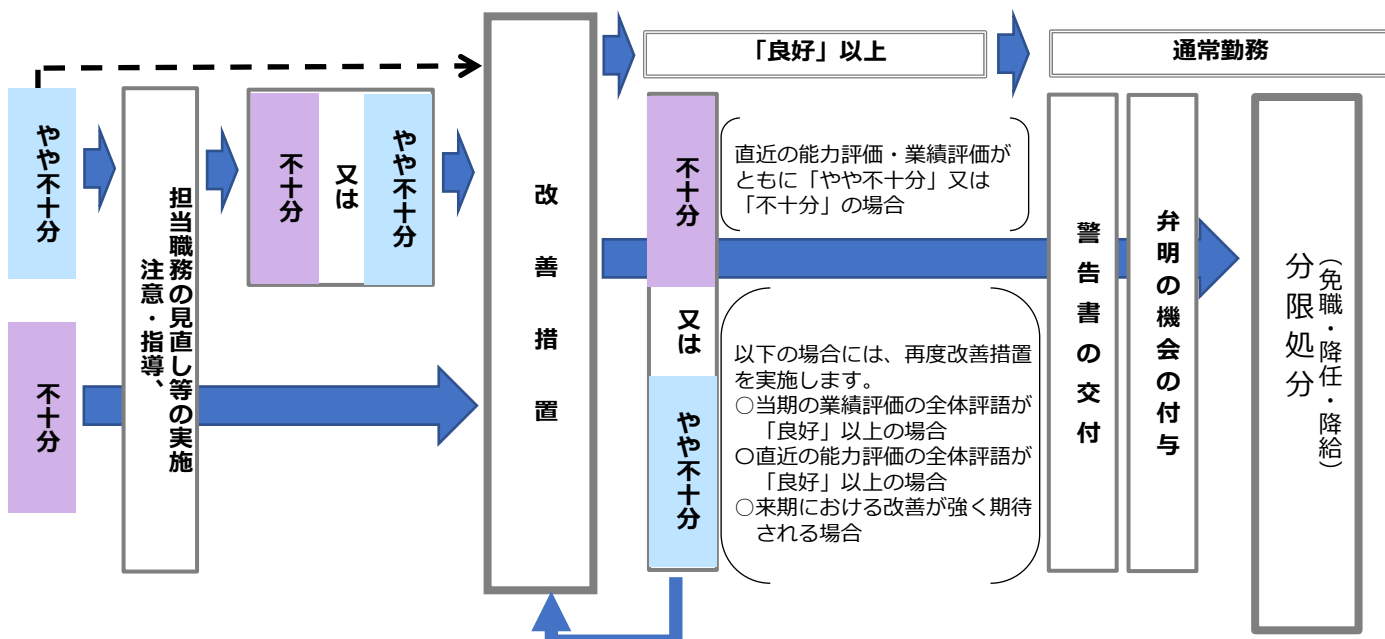 やや不十分
不十分
担当職務の見直し等の実施
注意・指導、
不十分
又は
やや不十分
改善措置
「良好」以上
通常勤務
不十分
又は
やや不十分
直近の能力評価・業績評価が
ともに「やや不十分」又は
「不十分」の場合
以下の場合には、再度改善措置
を実施します。
○当期の業績評価の全体評語が
「良好」以上の場合
○直近の能力評価の全体評語が
「良好」以上の場合
○来期における改善が強く期待
される場合
警告書の交付
弁明の機会の付与
分限処分
（免職・降任・降給）